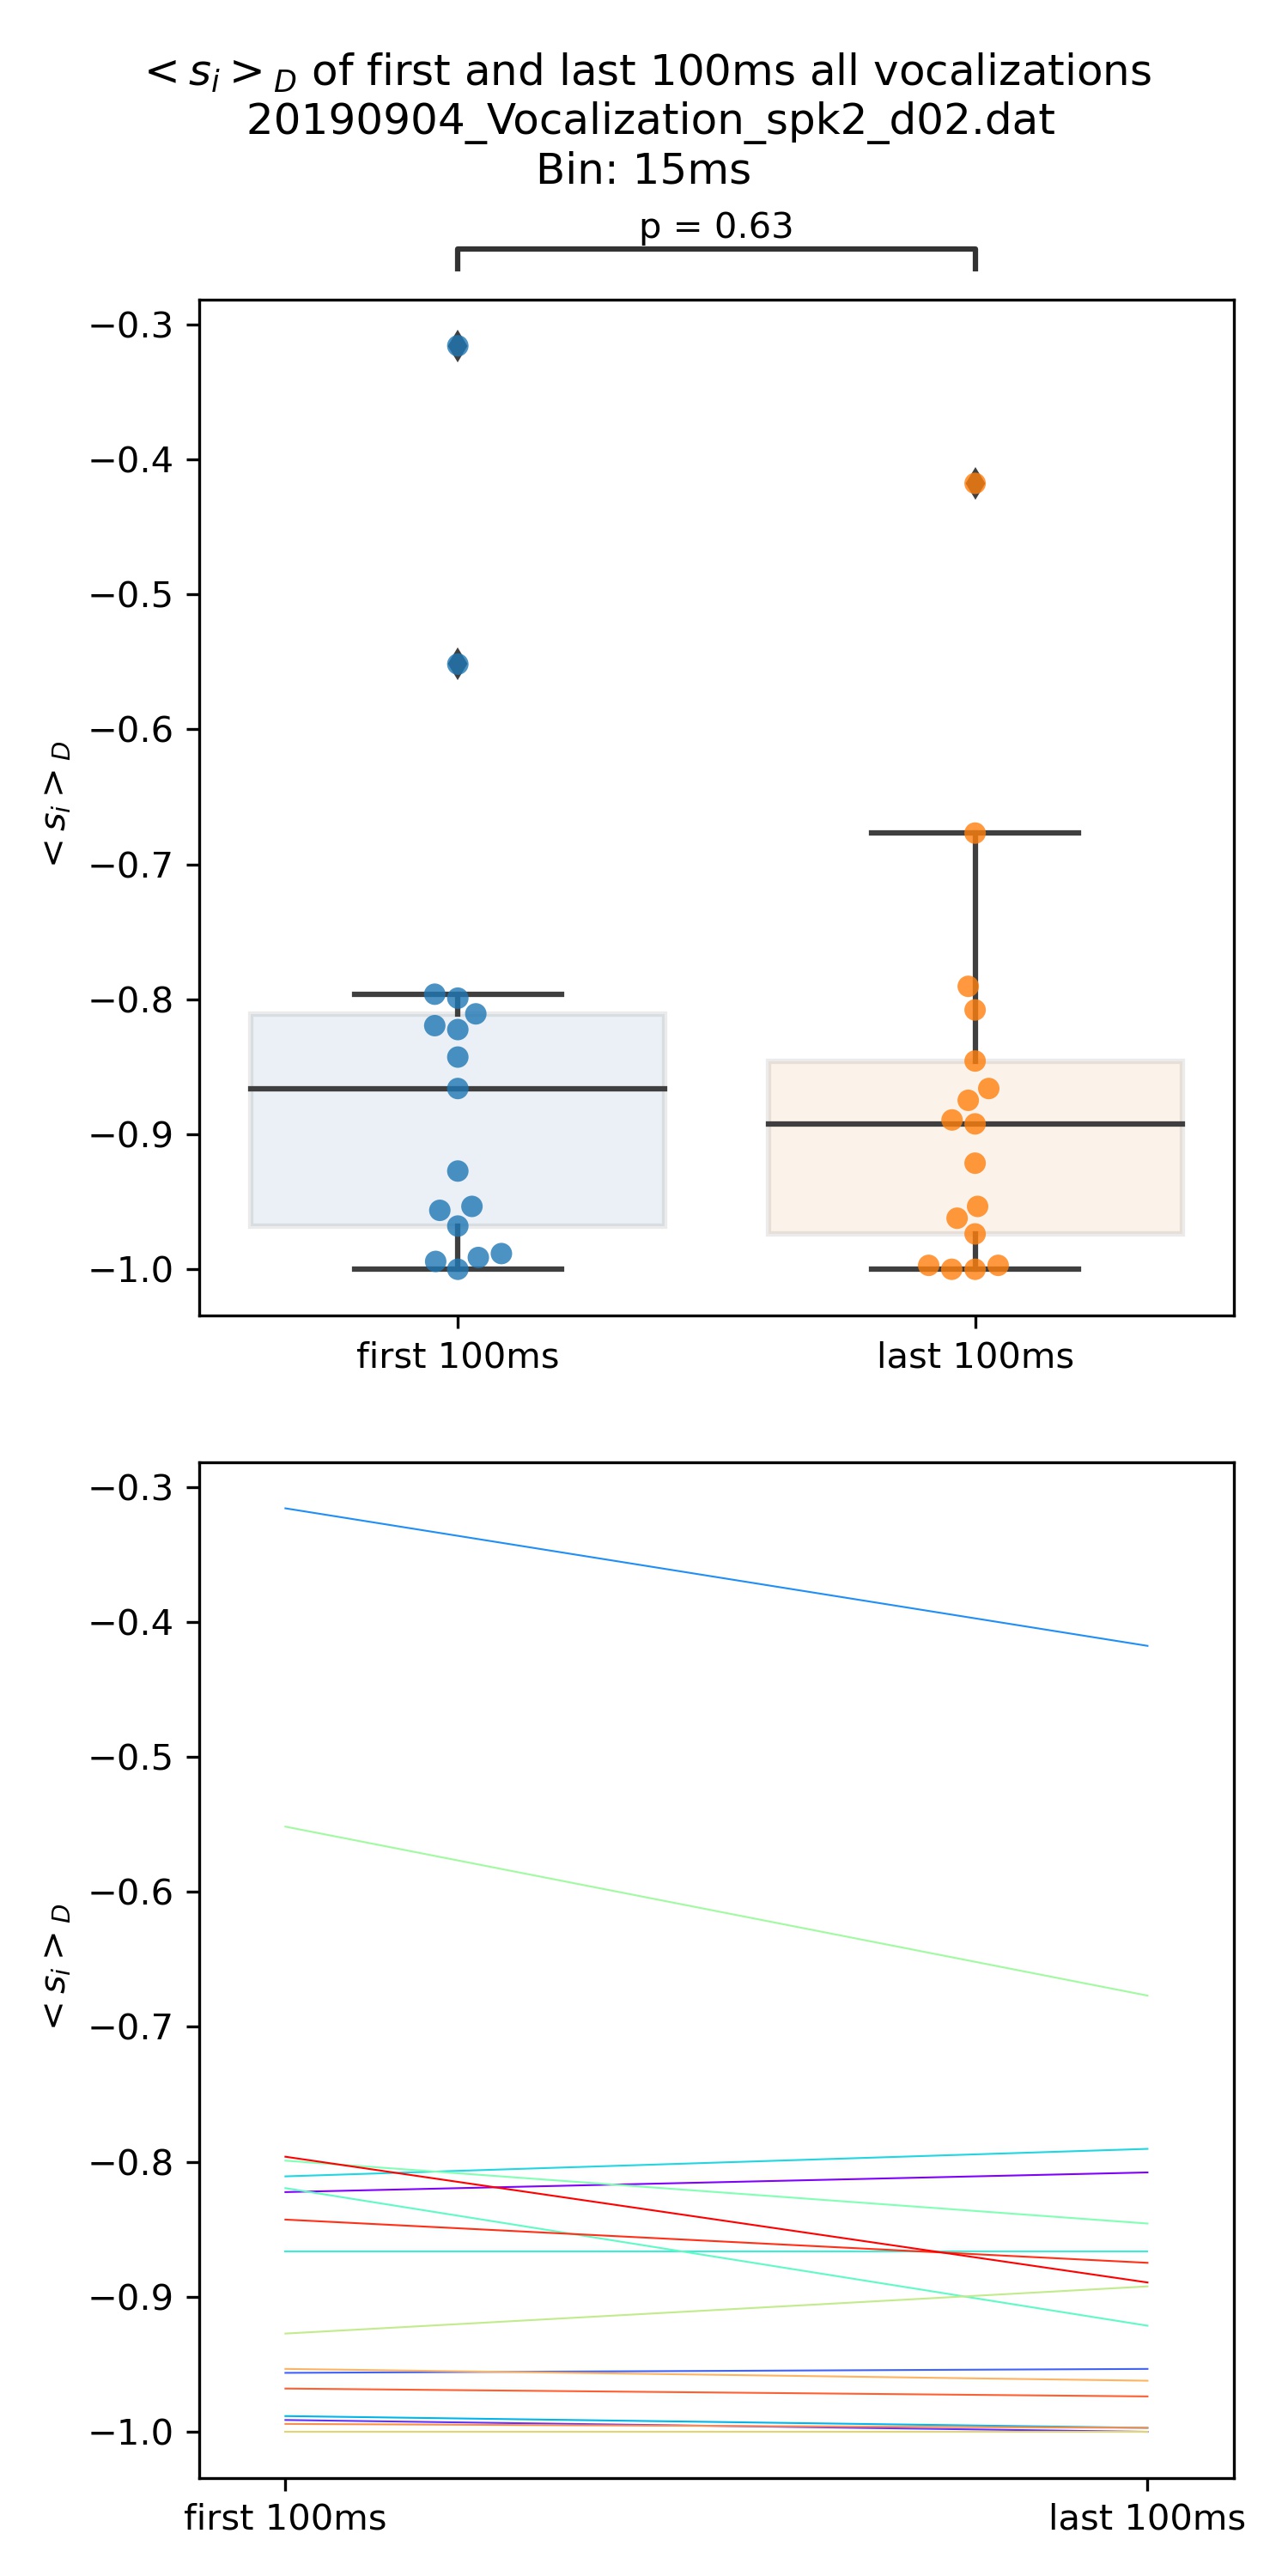 < s_i >_D of first and last 100ms all vocalizations
20190904_Vocalization_spk2_d02.dat
Bin: 15ms
p = 0.63
−0.3
−0.4
−0.5
−0.6
−0.7
−0.8
−0.9
−1.0
< s_i >_D
first 100ms last 100ms
−0.3
−0.4
−0.5
−0.6
−0.7
−0.8
−0.9
−1.0
< s_i >_D
first 100ms last 100ms